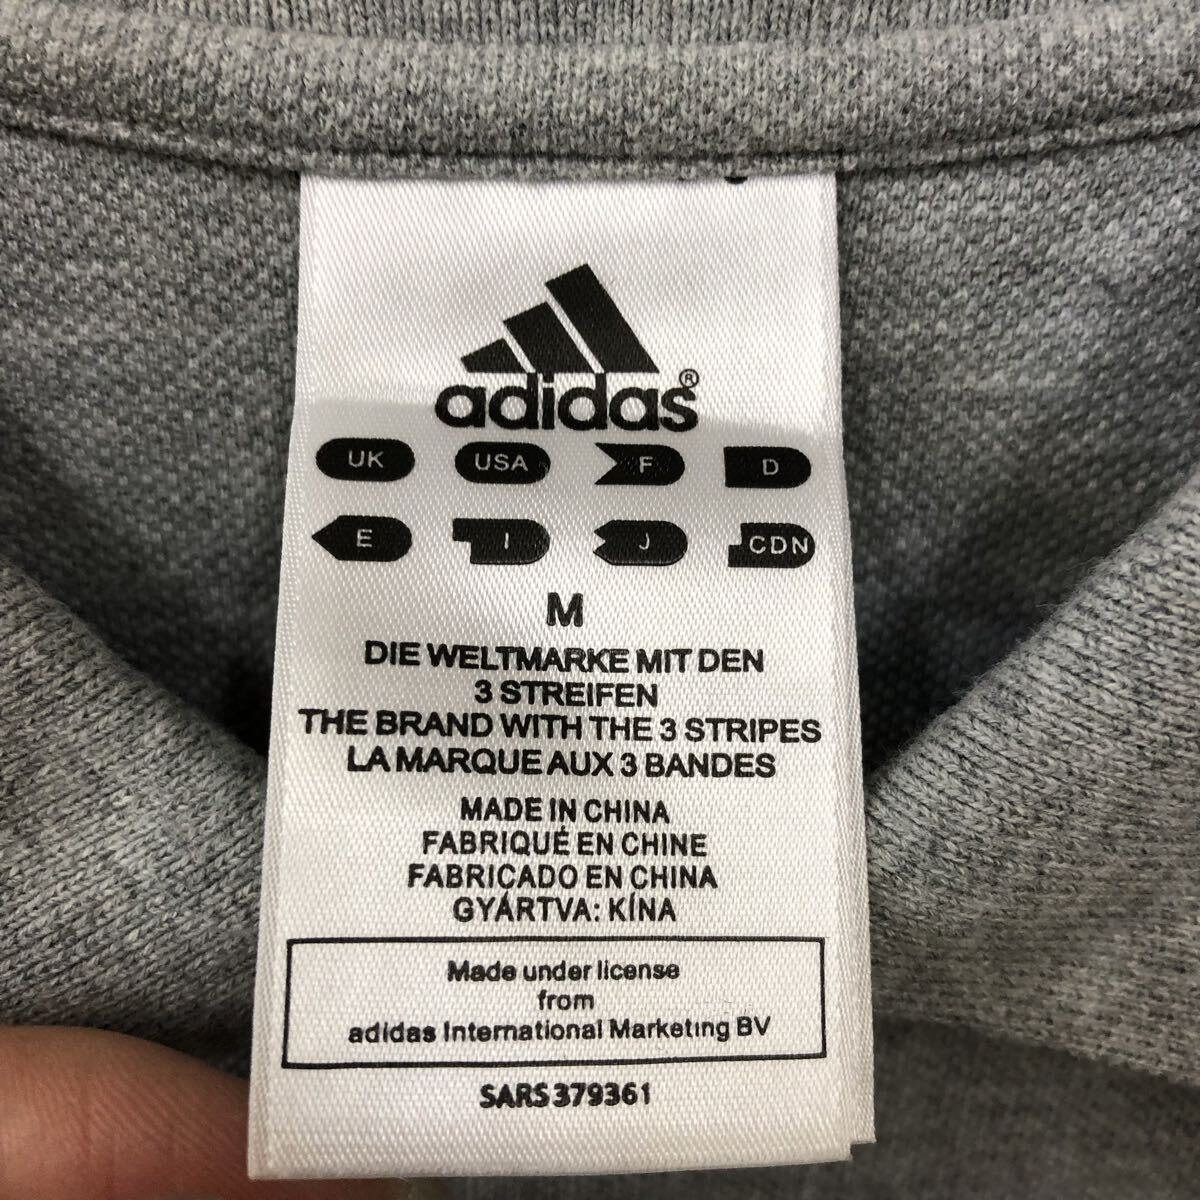 adidas®
UK USA F D
E I J CDN
M
DIE WELTMARKE MIT DEN
3 STREIFEN
THE BRAND WITH THE 3 STRIPES
LA MARQUE AUX 3 BANDES
MADE IN CHINA
FABRIQUÉ EN CHINE
FABRICADO EN CHINA
GYÁRTVA: KÍNA
Made under license
from
adidas International Marketing BV
SARS379361